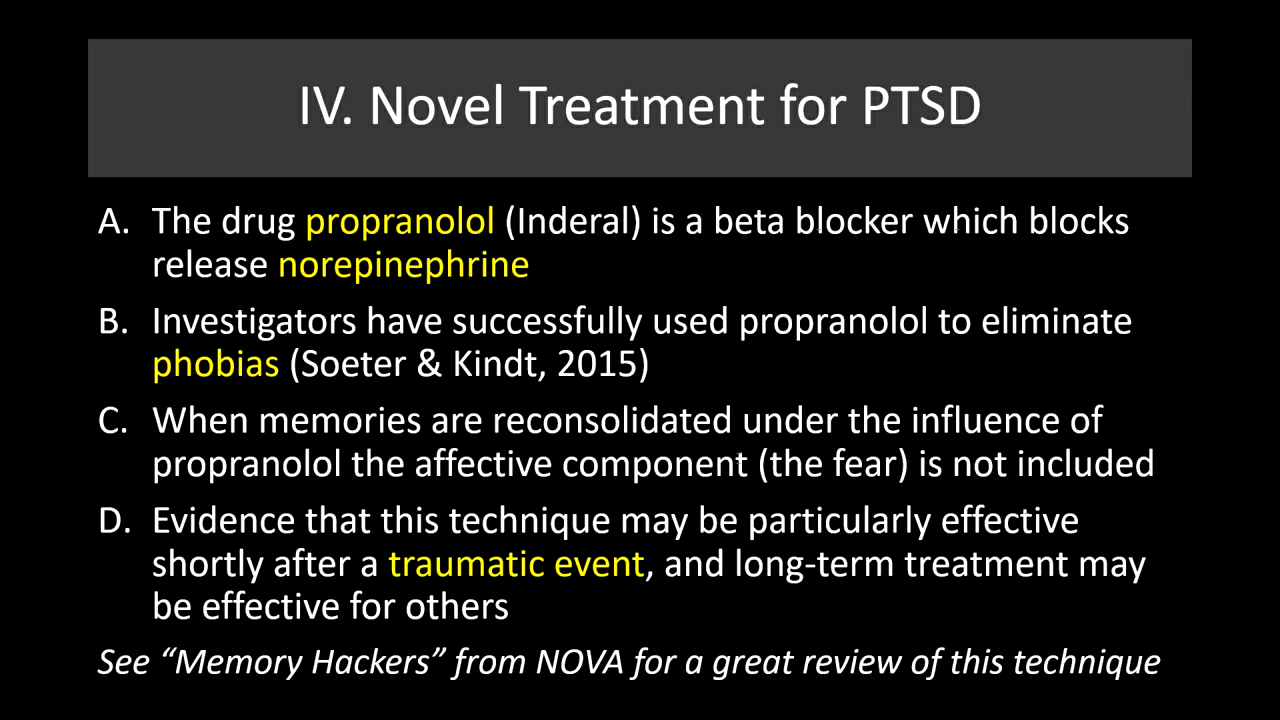 IV. Novel Treatment for PTSD
A. The drug propranolol (Inderal) is a beta blocker which blocks
release norepinephrine
B. Investigators have successfully used propranolol to eliminate
phobias (Soeter & Kindt, 2015)
C. When memories are reconsolidated under the influence of
propranolol the affective component (the fear) is not included
D. Evidence that this technique may be particularly effective
shortly after a traumatic event, and long-term treatment may
be effective for others
See “Memory Hackers” from NOVA for a great review of this technique